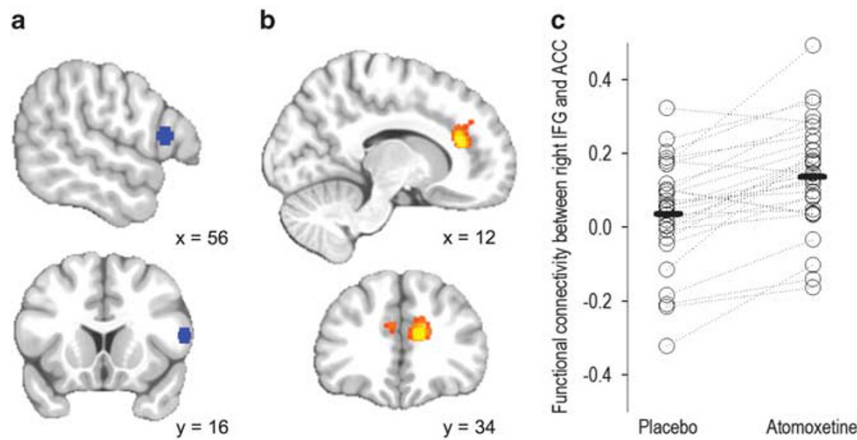 a
b
c
x = 56
x = 12
y = 16
y = 34
Functional connectivity between right IFG and ACC
0.4
0.2
0.0
-0.2
-0.4
Placebo
Atomoxetine